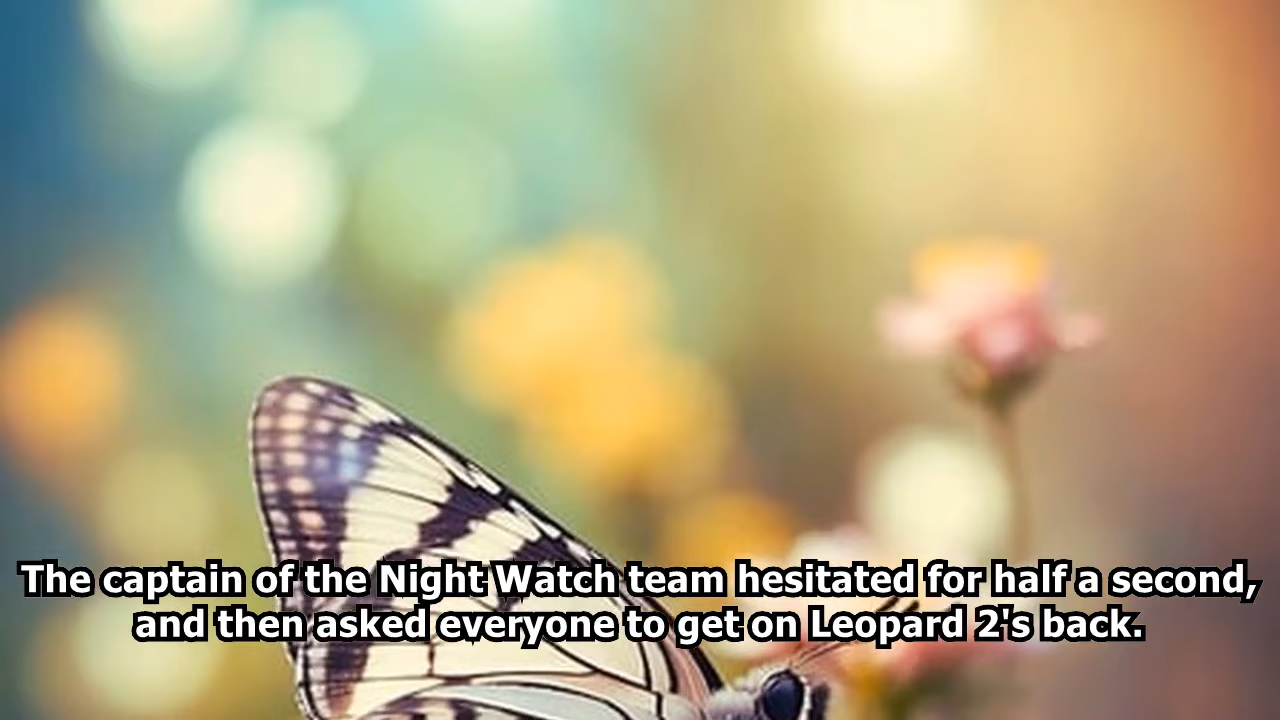 The captain of the Night Watch team hesitated for half a second,
and then asked everyone to get on Leopard 2's back.